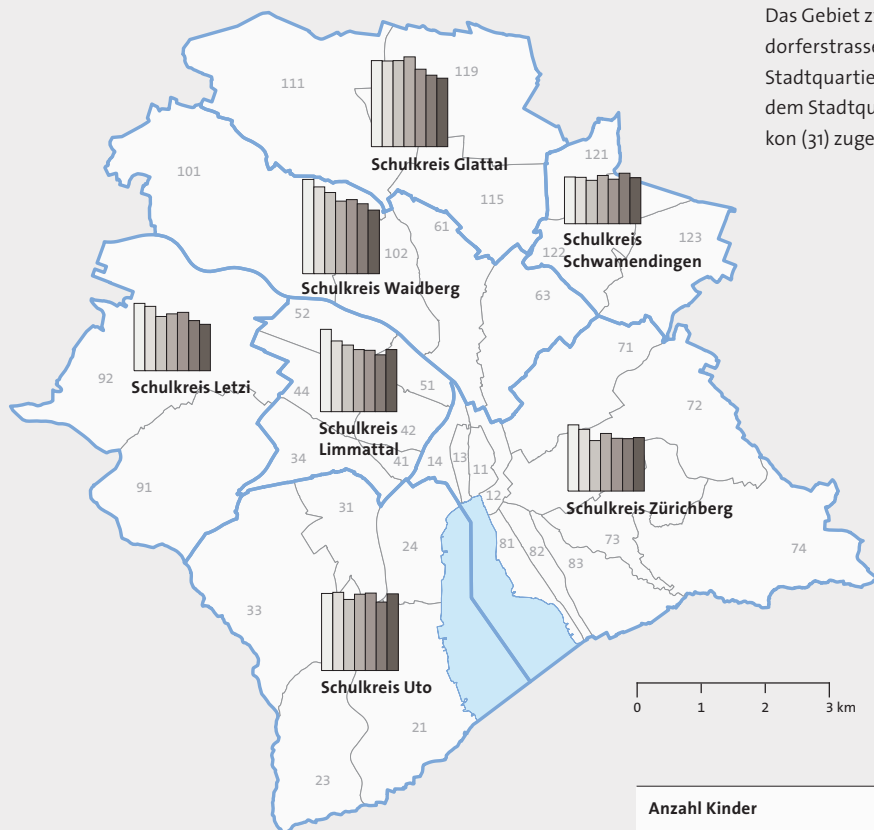 Das Gebiet z
dorferstrasse
Stadtquartie
dem Stadtqu
kon (31) zuge
111
119
Schulkreis Glattal
101
121
115
61
102
122
123
Schulkreis
Schwamendingen
Schulkreis Waidberg
63
52
71
92
Schulkreis Letzi
44
51
72
Schulkreis
Limmattal
42
34
41
14
13
11
91
31
12
Schulkreis Zürichberg
24
81
82
73
83
74
33
Schulkreis Uto
21
23
0 1 2 3 km
Anzahl Kinder